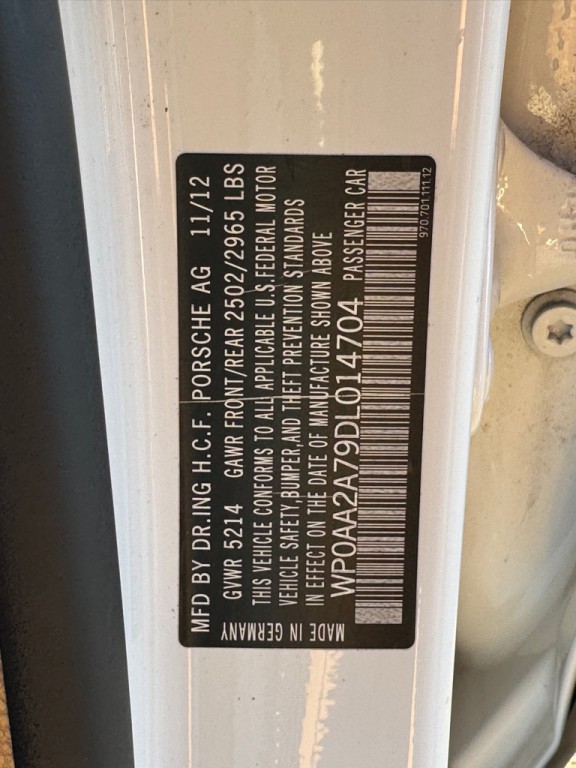 MFD BY DR.ING H.C.F. PORSCHE AG 11/12
GVWR 5214 GAWR FRONT/REAR 2502/2965 LBS
THIS VEHICLE CONFORMS TO ALL APPLICABLE U.S.FEDERAL MOTOR
VEHICLE SAFETY,BUMPER,AND THEFT PREVENTION STANDARDS
IN EFFECT ON THE DATE OF MANUFACTURE SHOWN ABOVE
WP0AA2A79DL014704 PASSENGER CAR
970.701.111.12
MADE IN GERMANY